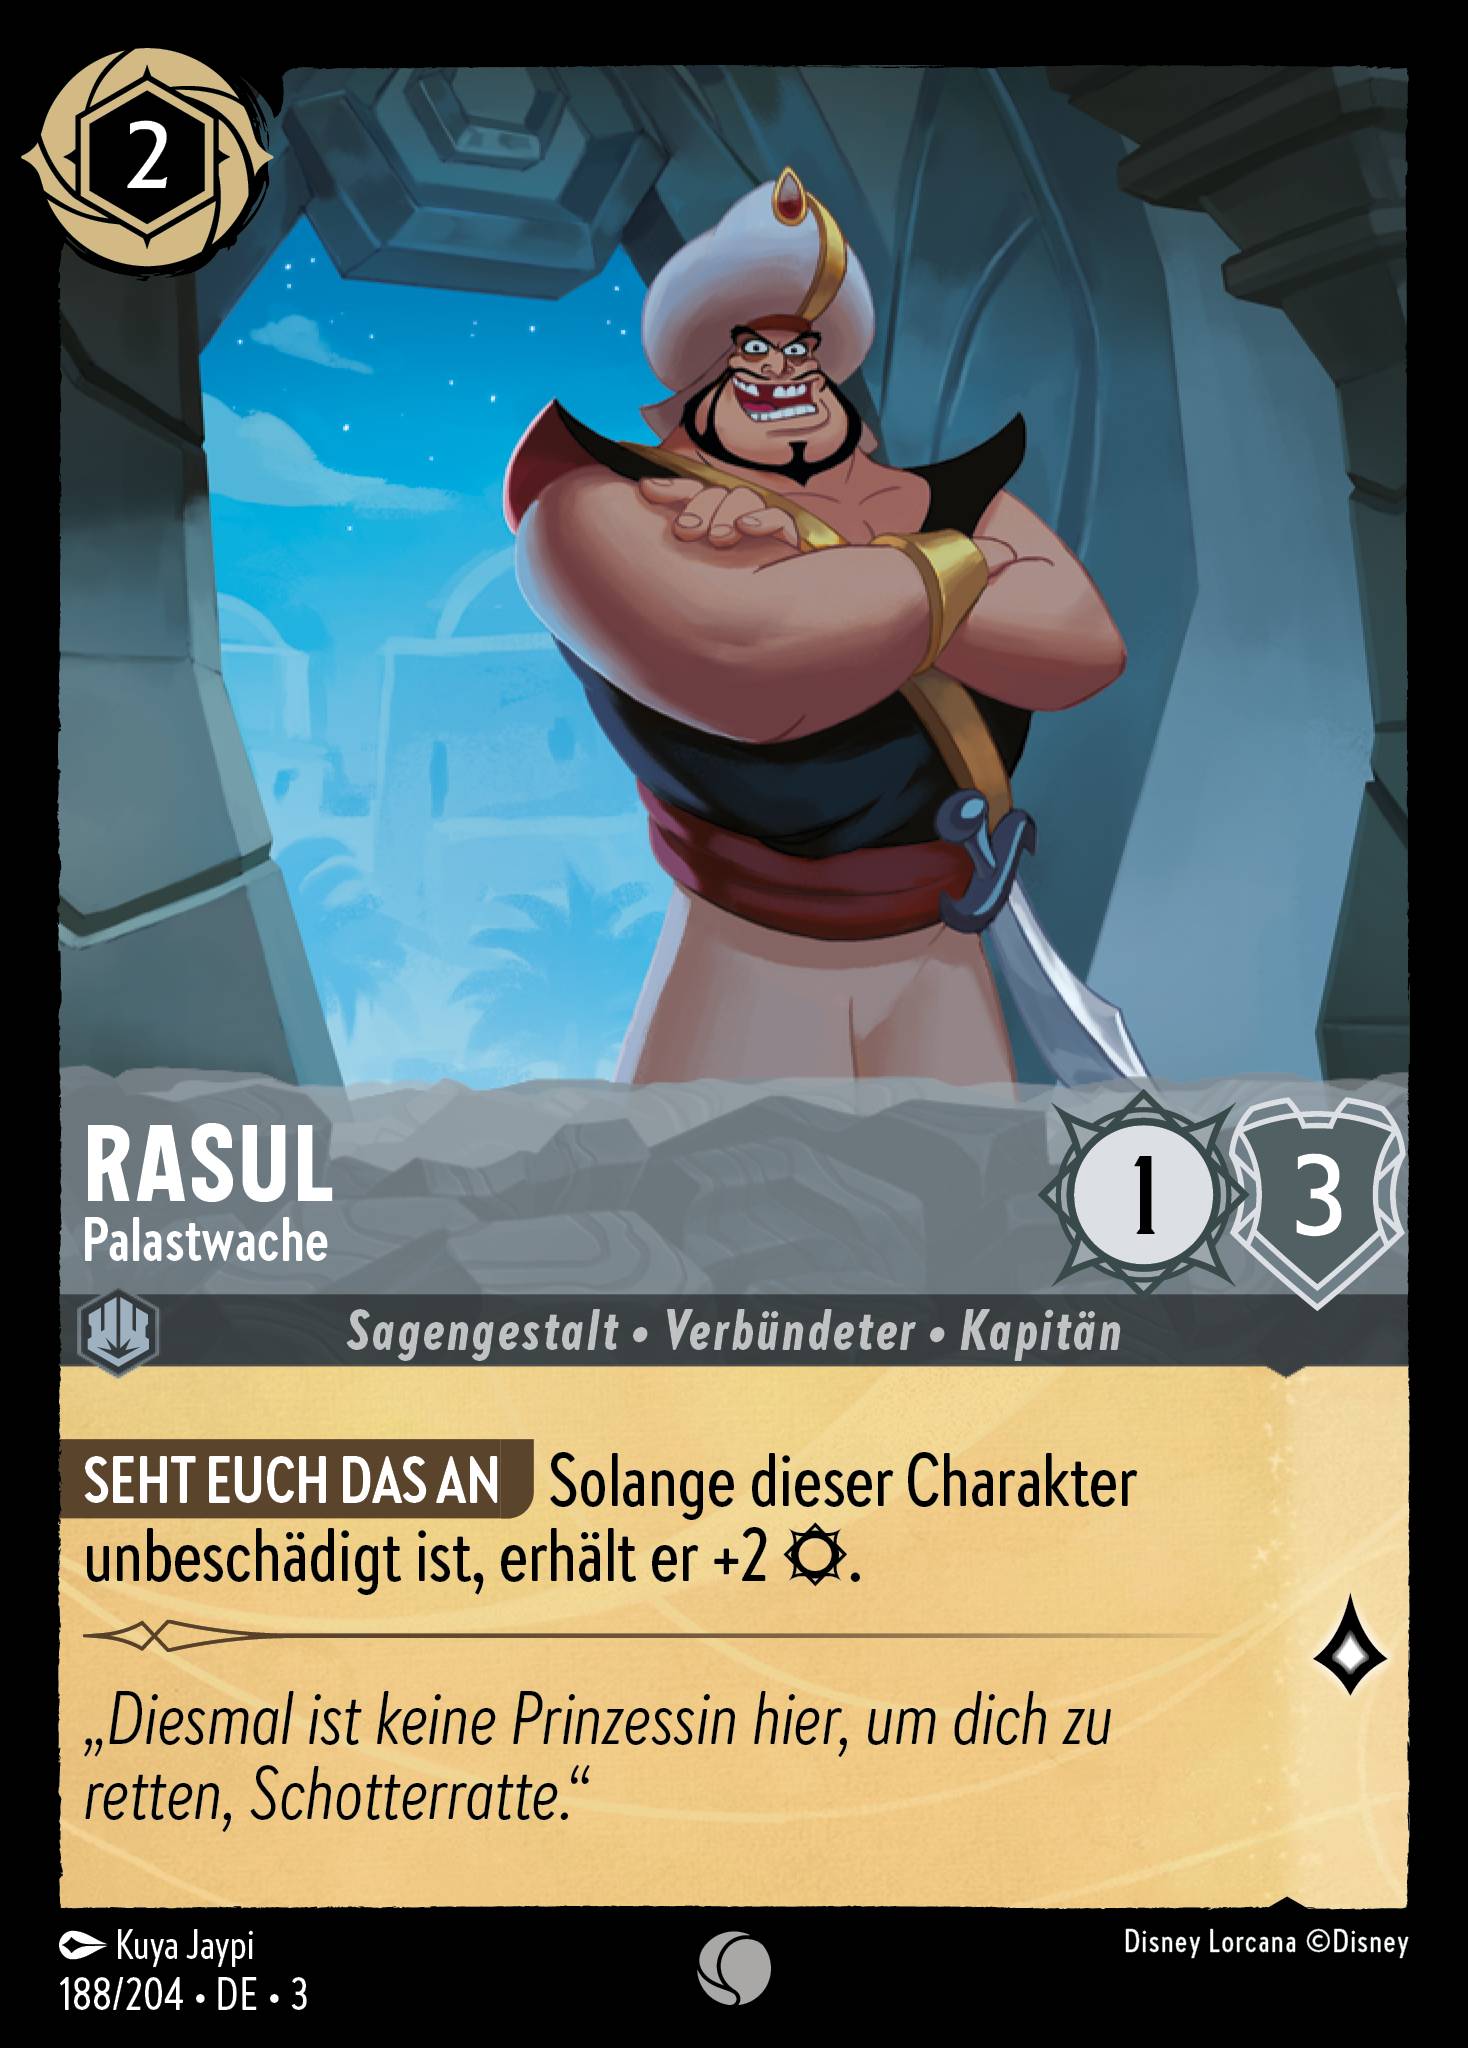 2
RASUL
Palastwache
1
3
Sagengestalt • Verbündeter • Kapitän
SEHT EUCH DAS AN Solange dieser Charakter
unbeschädigt ist, erhält er +2 .
„Diesmal ist keine Prinzessin hier, um dich zu
retten, Schotterratte.“
Kuya Jaypi
Disney Lorcana ©Disney
188/204 • DE • 3